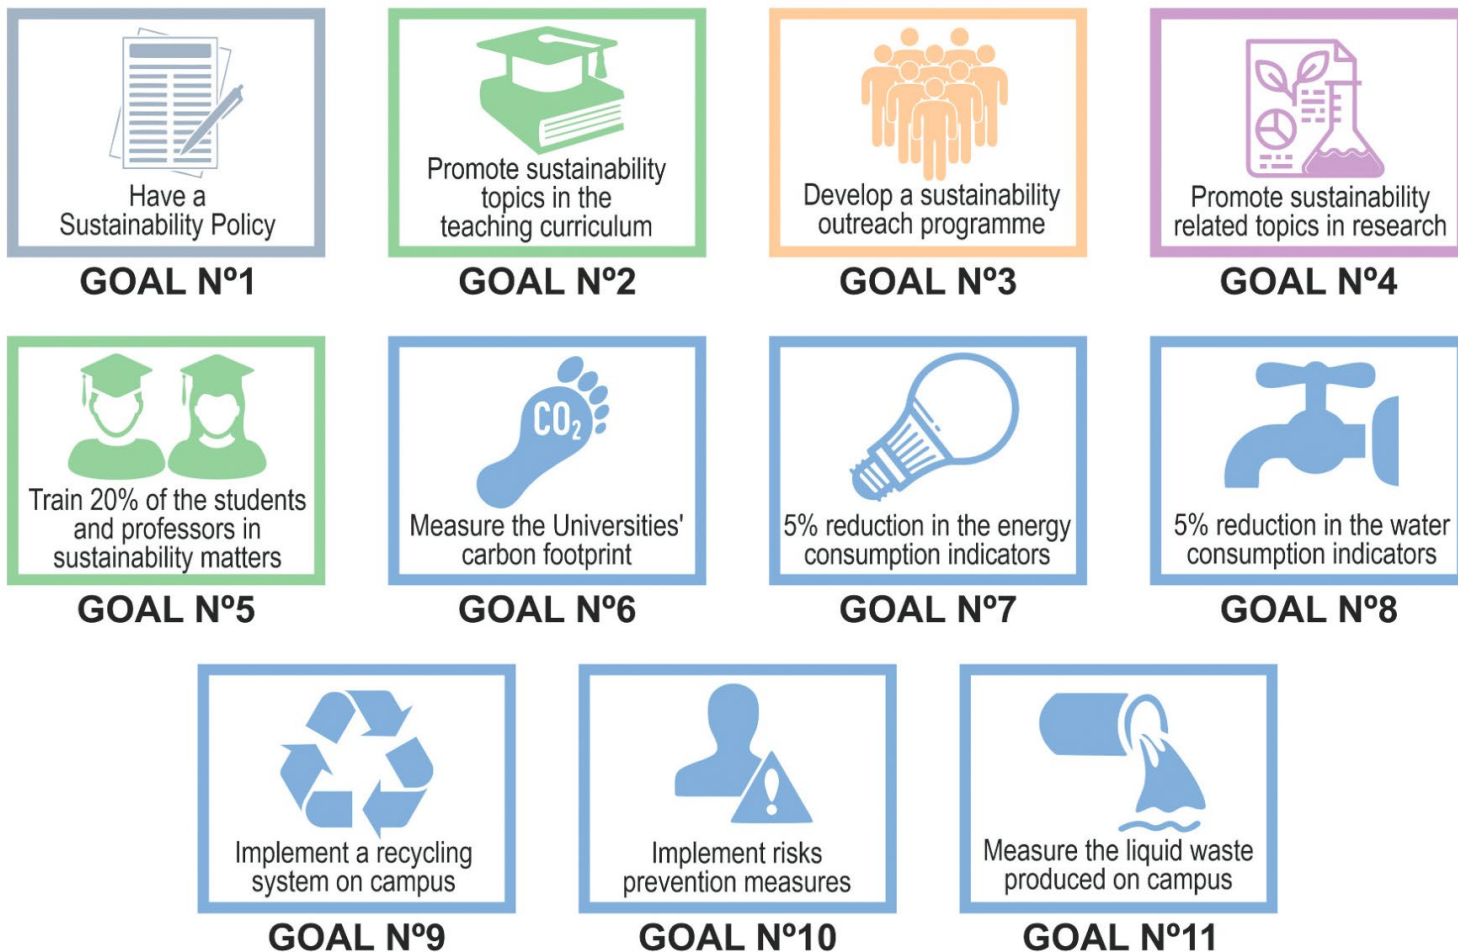 Have a
Sustainability Policy
GOAL Nº1
Promote sustainability
topics in the
teaching curriculum
GOAL Nº2
Develop a sustainability
outreach programme
GOAL Nº3
Promote sustainability
related topics in research
GOAL Nº4
Train 20% of the students
and professors in
sustainability matters
GOAL Nº5
CO₂
Measure the Universities'
carbon footprint
GOAL Nº6
5% reduction in the energy
consumption indicators
GOAL Nº7
5% reduction in the water
consumption indicators
GOAL Nº8
Implement a recycling
system on campus
GOAL Nº9
Implement risks
prevention measures
GOAL Nº10
Measure the liquid waste
produced on campus
GOAL Nº11